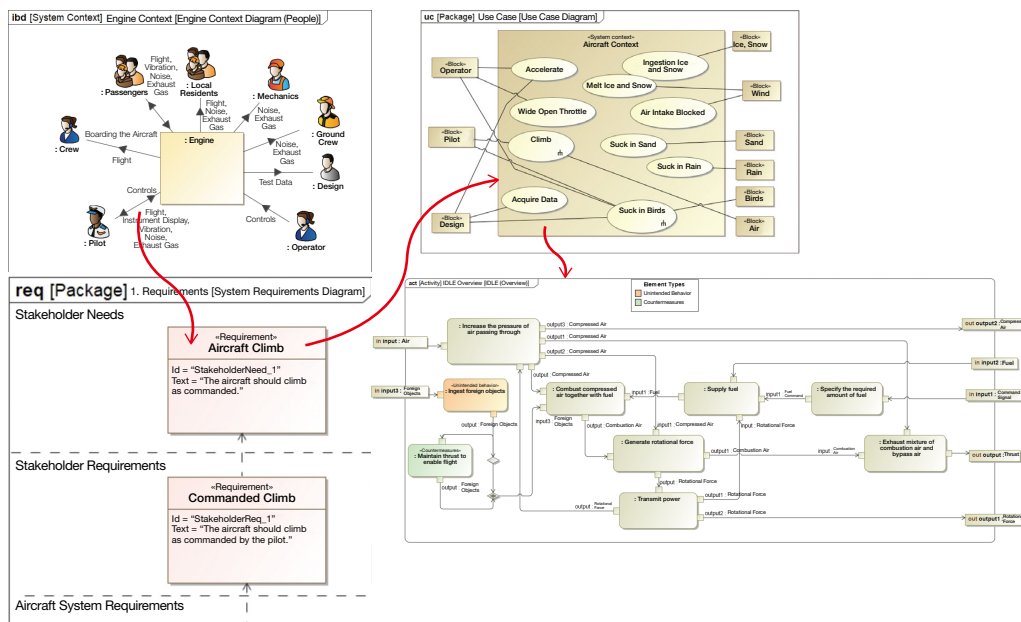 ibd [System Context] Engine Context [Engine Context Diagram (People)]
: Passengers
Flight,
Vibration,
Noise,
Exhaust
Gas
: Local
Residents
Flight,
Noise,
Exhaust
Gas
: Mechanics
Noise,
Exhaust
Gas
: Ground
Crew
Noise,
Exhaust
Gas
: Crew
Boarding the Aircraft
Flight
: Engine
: Design
Test Data
: Pilot
Controls
Flight,
Instrument Display,
Vibration,
Noise,
Exhaust Gas
: Operator
Controls
uc [Package] Use Case [Use Case Diagram]
«System context»
Aircraft Context
«Block»
Operator
«Block»
Pilot
«Block»
Design
Accelerate
Wide Open Throttle
Climb
Acquire Data
Ingestion Ice
and Snow
Melt Ice and Snow
Air Intake Blocked
Suck in Sand
Suck in Rain
Suck in Birds
«Block»
Ice, Snow
«Block»
Wind
«Block»
Sand
«Block»
Rain
«Block»
Birds
«Block»
Air
req [Package] 1. Requirements [System Requirements Diagram]
Stakeholder Needs
«Requirement»
Aircraft Climb
Id = “StakeholderNeed_1”
Text = “The aircraft should climb
as commanded.”
Stakeholder Requirements
«Requirement»
Commanded Climb
Id = “StakeholderReq_1”
Text = “The aircraft should climb
as commanded by the pilot.”
Aircraft System Requirements
act [Activity] IDLE Overview [IDLE (Overview)]
Element Types
Unintended Behavior
Countermeasures
in input : Air
: Increase the pressure of
air passing through
output3 : Compressed Air
output1 : Compressed Air
output2 : Compressed Air
output : Compressed Air
out output2 : Compressed
Air
in input2 : Fuel
in input3 : Foreign
Objects
«Unintended behavior»
: Ingest foreign objects
output : Foreign Objects
: Combust compressed
air together with fuel
input1 : Fuel
input3 : Foreign
Objects
output : Combustion Air
: Supply fuel
input1 : Fuel
Command
input : Rotational Force
: Specify the required
amount of fuel
in input1 : Command
Signal
«Countermeasures»
: Maintain thrust to
enable flight
output : Foreign
Objects
input1 : Compressed Air
: Generate rotational force
output1 : Combustion Air
output : Rotational Force
input : Combustion
Air
: Exhaust mixture of
combustion air and
bypass air
out output : Thrust
output : Rotational
Force
: Transmit power
output1 : Rotational Force
output2 : Rotational Force
out output1 : Rotational
Force